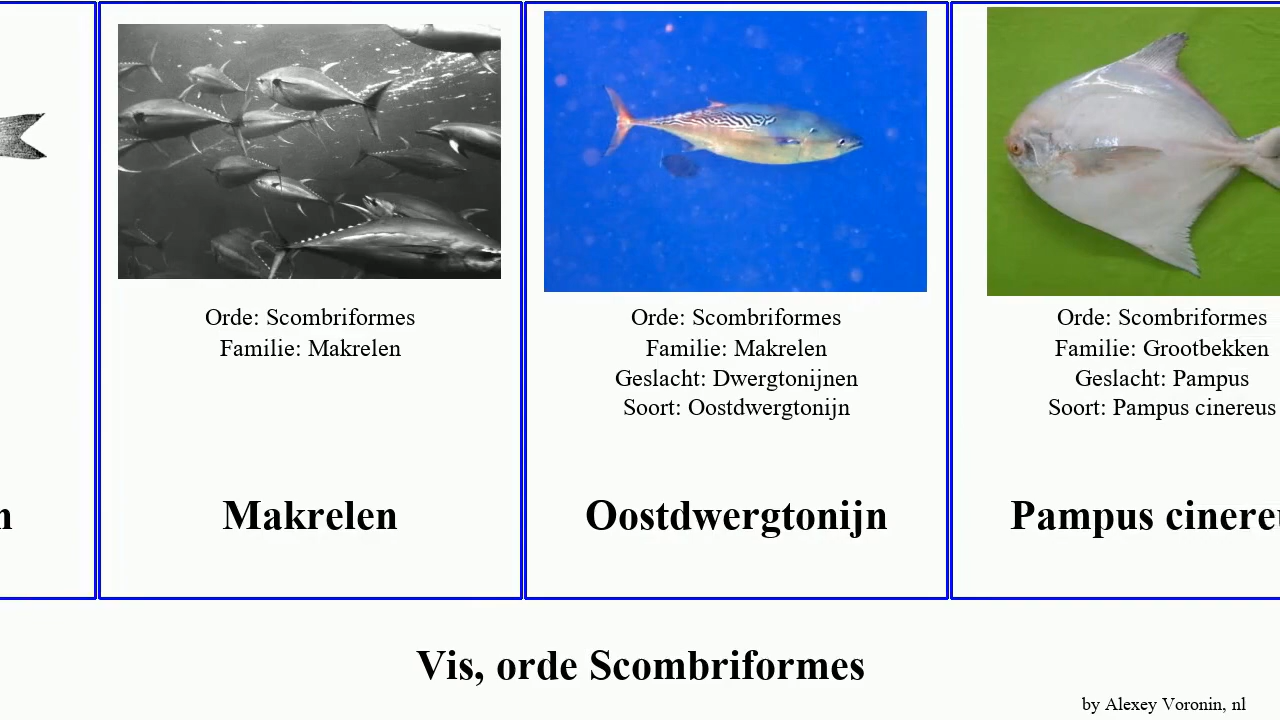 Orde: Scombriformes
Familie: Makrelen
Makrelen
Orde: Scombriformes
Familie: Makrelen
Geslacht: Dwergtonijnen
Soort: Oostdwergtonijn
Oostdwergtonijn
Orde: Scombriformes
Familie: Grootbekken
Geslacht: Pampus
Soort: Pampus cinereus
Pampus
Vis, orde Scombriformes
by Alexey Voronin, nl